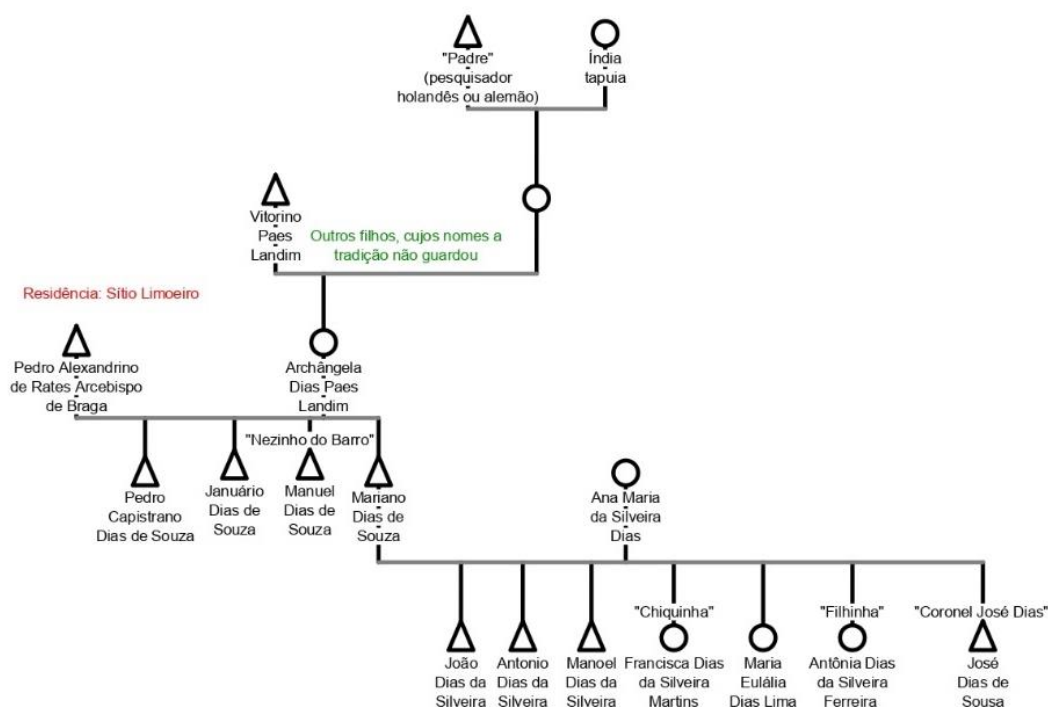 "Padre"
(pesquisador
holandês ou alemão)
Índia
tapuia
Vitorino
Paes
Landim
Outros filhos, cujos nomes a
tradição não guardou
Residência: Sítio Limoeiro
Pedro Alexandrino
de Rates Arcebispo
de Braga
Archângela
Dias Paes
Landim
Pedro
Capistrano
Dias de Souza
Januário
Dias de
Souza
"Nezinho do Barro"
Manuel
Dias de
Souza
Mariano
Dias de
Souza
Ana Maria
da Silveira
Dias
João
Dias da
Silveira
Antonio
Dias da
Silveira
Manoel
Dias da
Silveira
"Chiquinha"
Francisca Dias
da Silveira
Martins
Maria
Eulália
Dias Lima
"Filhinha"
Antônia Dias
da Silveira
Ferreira
"Coronel José Dias"
José
Dias de
Sousa